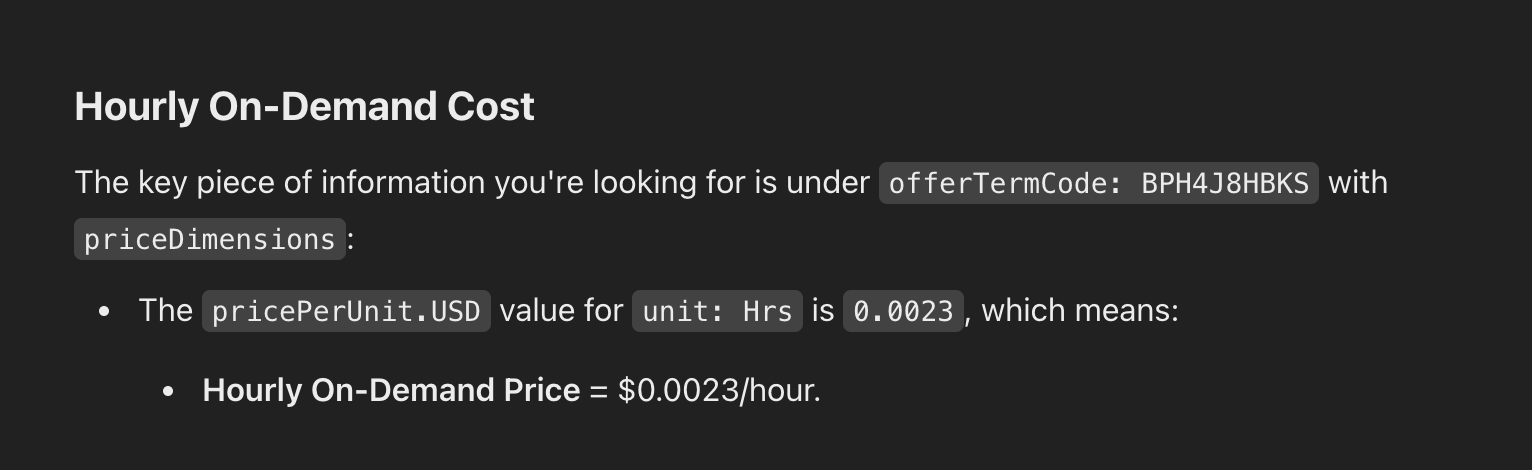 Hourly On-Demand Cost
The key piece of information you're looking for is under offerTermCode: BPH4J8HBKS with
priceDimensions:
• The pricePerUnit.USD value for unit: Hrs is 0.0023, which means:
• Hourly On-Demand Price = $0.0023/hour.